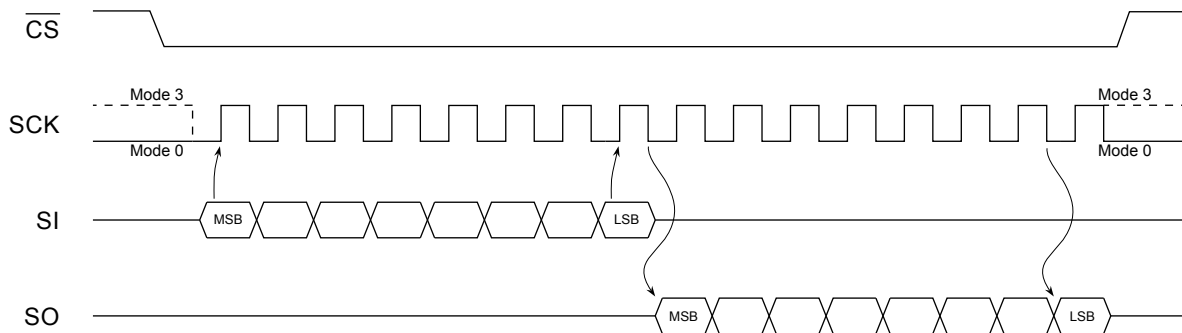 CS
Mode 3
Mode 3
SCK
Mode 0
Mode 0
SI
MSB
LSB
SO
MSB
LSB